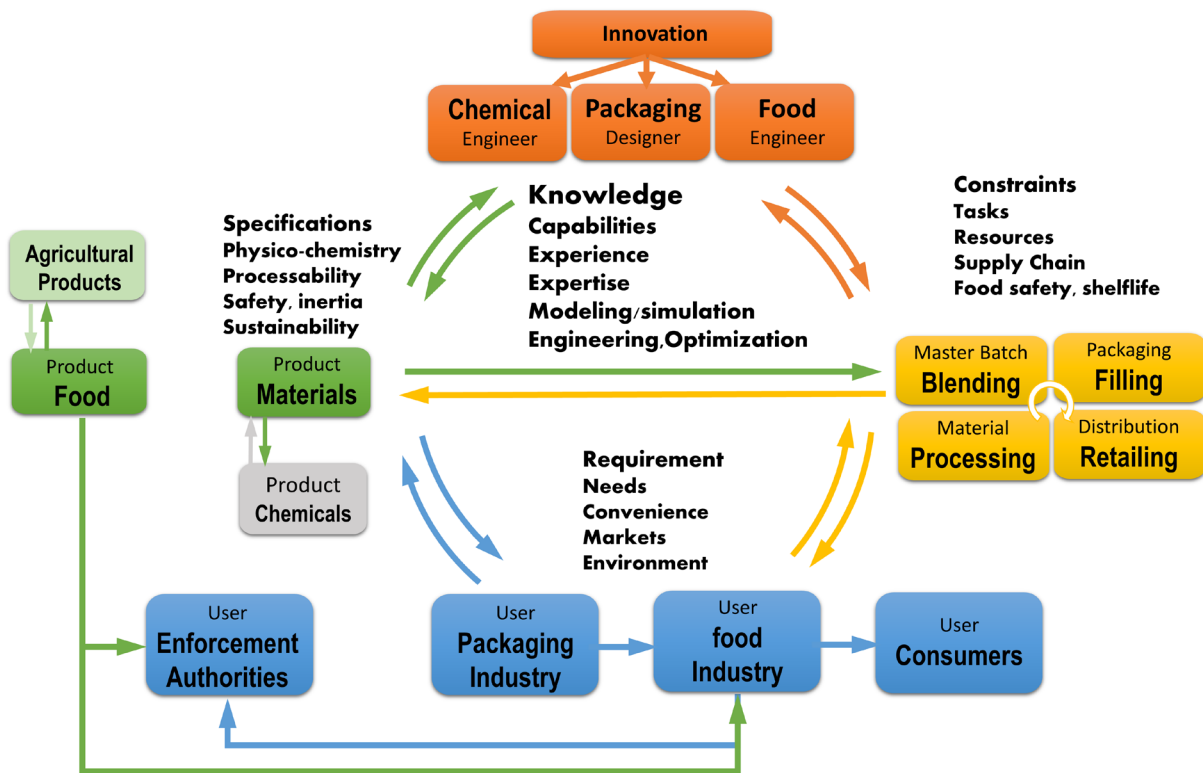 Innovation
Chemical
Engineer
Packaging
Designer
Food
Engineer
Knowledge
Capabilities
Experience
Expertise
Modeling/simulation
Engineering,Optimization
Specifications
Physico-chemistry
Processability
Safety, inertia
Sustainability
Constraints
Tasks
Resources
Supply Chain
Food safety, shelflife
Agricultural
Products
Product
Food
Product
Materials
Product
Chemicals
Master Batch
Blending
Packaging
Filling
Material
Processing
Distribution
Retailing
Requirement
Needs
Convenience
Markets
Environment
User
Enforcement
Authorities
User
Packaging
Industry
User
food
Industry
User
Consumers